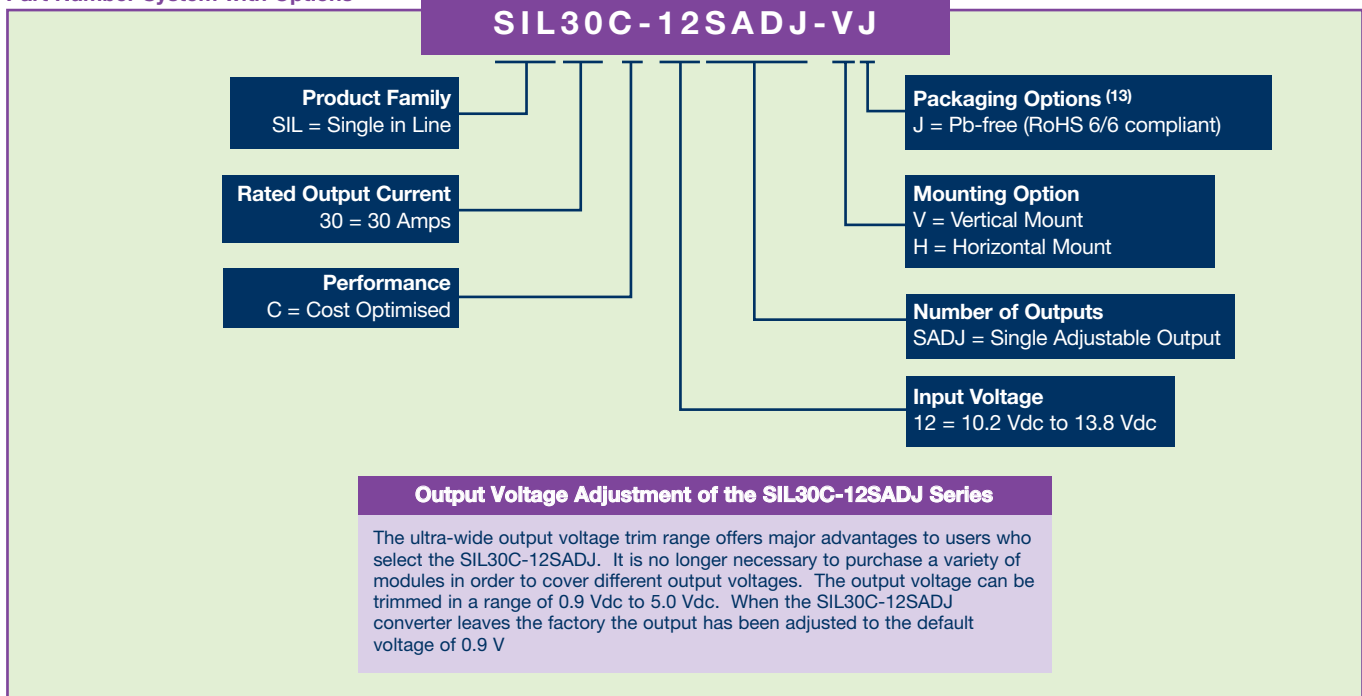 Part Number System with Options
SIL30C-12SADJ-VJ
Product Family
SIL = Single in Line
Rated Output Current
30 = 30 Amps
Performance
C = Cost Optimised
Packaging Options (13)
J = Pb-free (RoHS 6/6 compliant)
Mounting Option
V = Vertical Mount
H = Horizontal Mount
Number of Outputs
SADJ = Single Adjustable Output
Input Voltage
12 = 10.2 Vdc to 13.8 Vdc
Output Voltage Adjustment of the SIL30C-12SADJ Series
The ultra-wide output voltage trim range offers major advantages to users who
select the SIL30C-12SADJ. It is no longer necessary to purchase a variety of
modules in order to cover different output voltages. The output voltage can be
trimmed in a range of 0.9 Vdc to 5.0 Vdc. When the SIL30C-12SADJ
converter leaves the factory the output has been adjusted to the default
voltage of 0.9 V